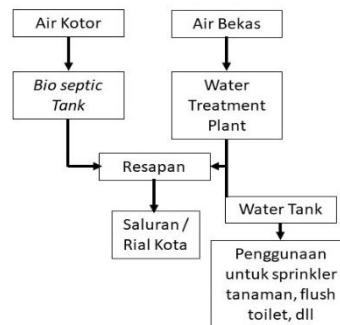 Air Kotor
Air Bekas
Bio septic
Tank
Water
Treatment
Plant
Resapan
Saluran /
Rial Kota
Water Tank
Penggunaan
untuk sprinkler
tanaman, flush
toilet, dll